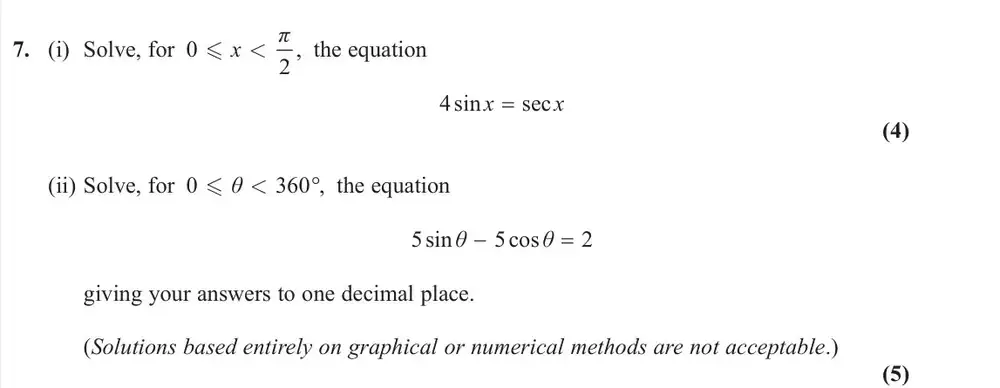 7. (i) Solve, for 0 ⩽ x < π/2, the equation
4 sin x = sec x
(4)
(ii) Solve, for 0 ⩽ θ < 360°, the equation
5 sin θ − 5 cos θ = 2
giving your answers to one decimal place.
(Solutions based entirely on graphical or numerical methods are not acceptable.)
(5)